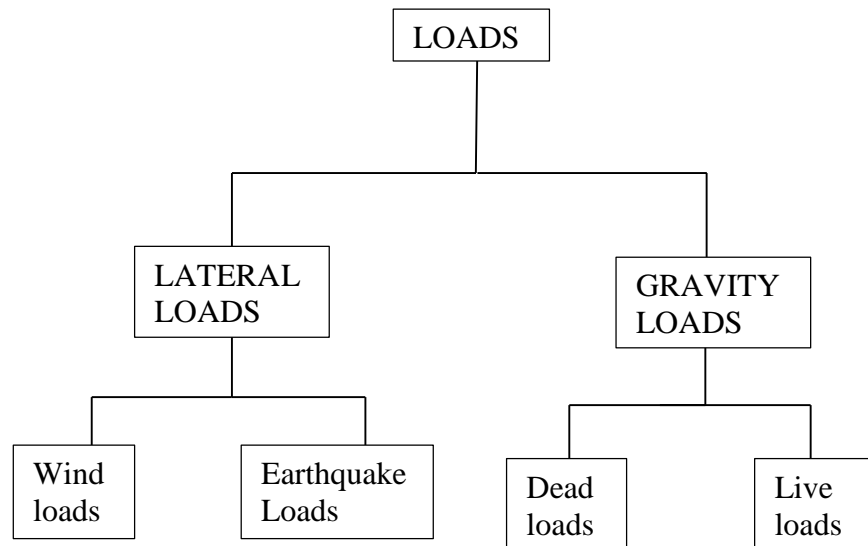 LOADS
LATERAL
LOADS
GRAVITY
LOADS
Wind
loads
Earthquake
Loads
Dead
loads
Live
loads